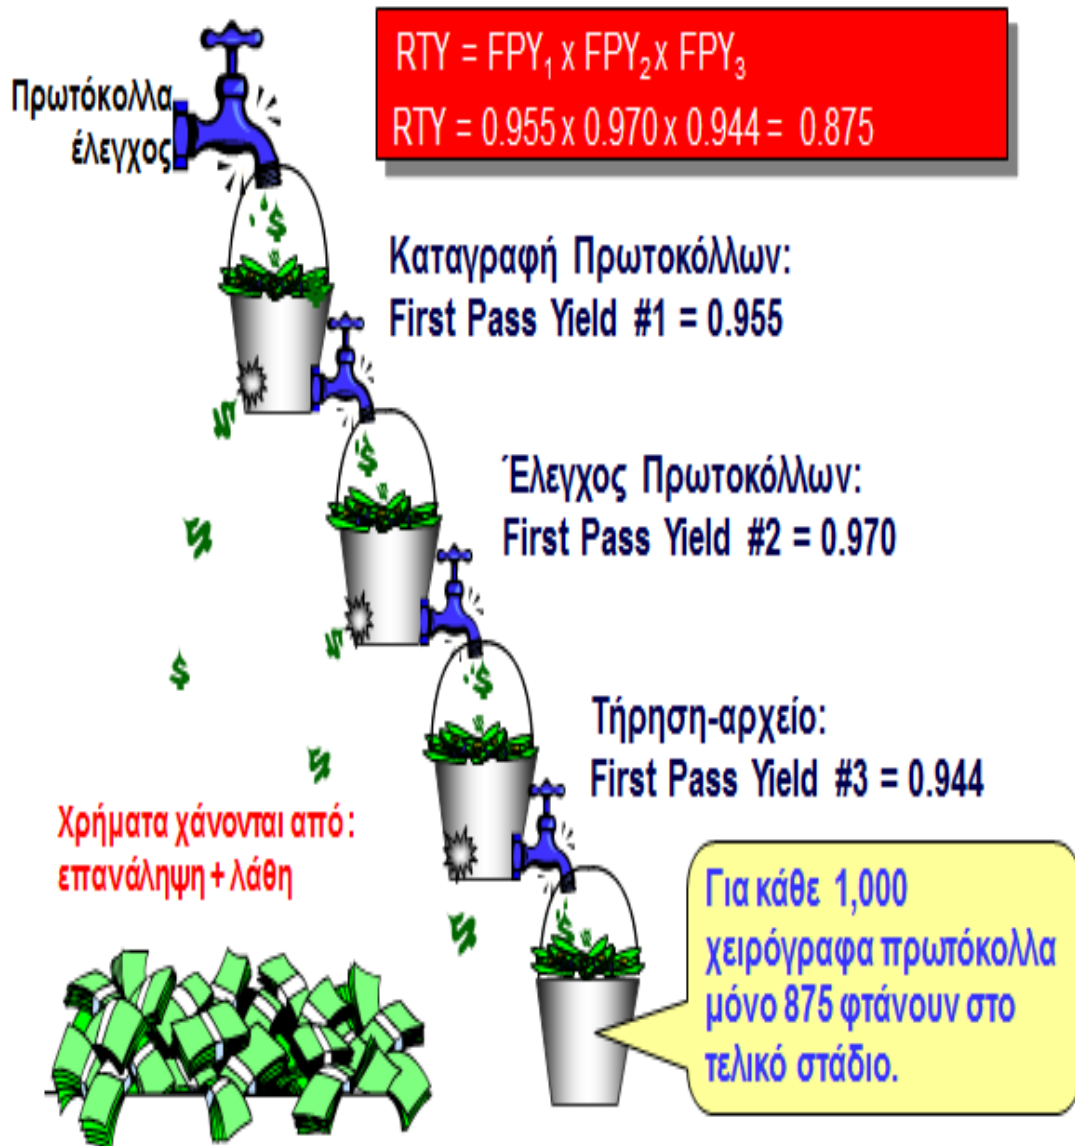 Πρωτόκολλα
έλεγχος
RTY = FPY₁ x FPY₂ x FPY₃
RTY = 0.955 x 0.970 x 0.944 = 0.875
Καταγραφή Πρωτοκόλλων:
First Pass Yield #1 = 0.955
Έλεγχος Πρωτοκόλλων:
First Pass Yield #2 = 0.970
Τήρηση-αρχείο:
First Pass Yield #3 = 0.944
Χρήματα χάνονται από:
επανάληψη + λάθη
Για κάθε 1,000
χειρόγραφα πρωτόκολλα
μόνο 875 φτάνουν στο
τελικό στάδιο.